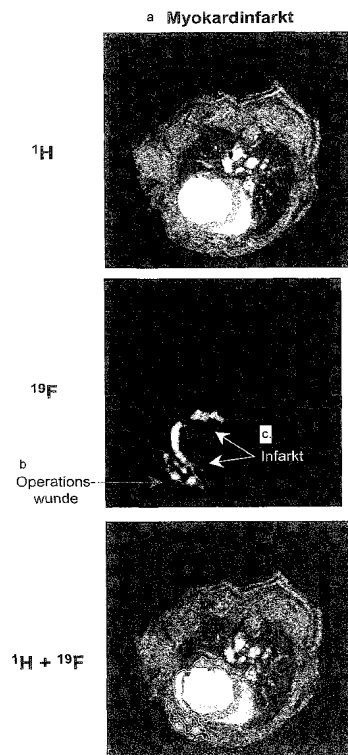 a Myokardinfarkt
¹H
¹⁹F
c.
Infarkt
b
Operations-
wunde
¹H + ¹⁹F